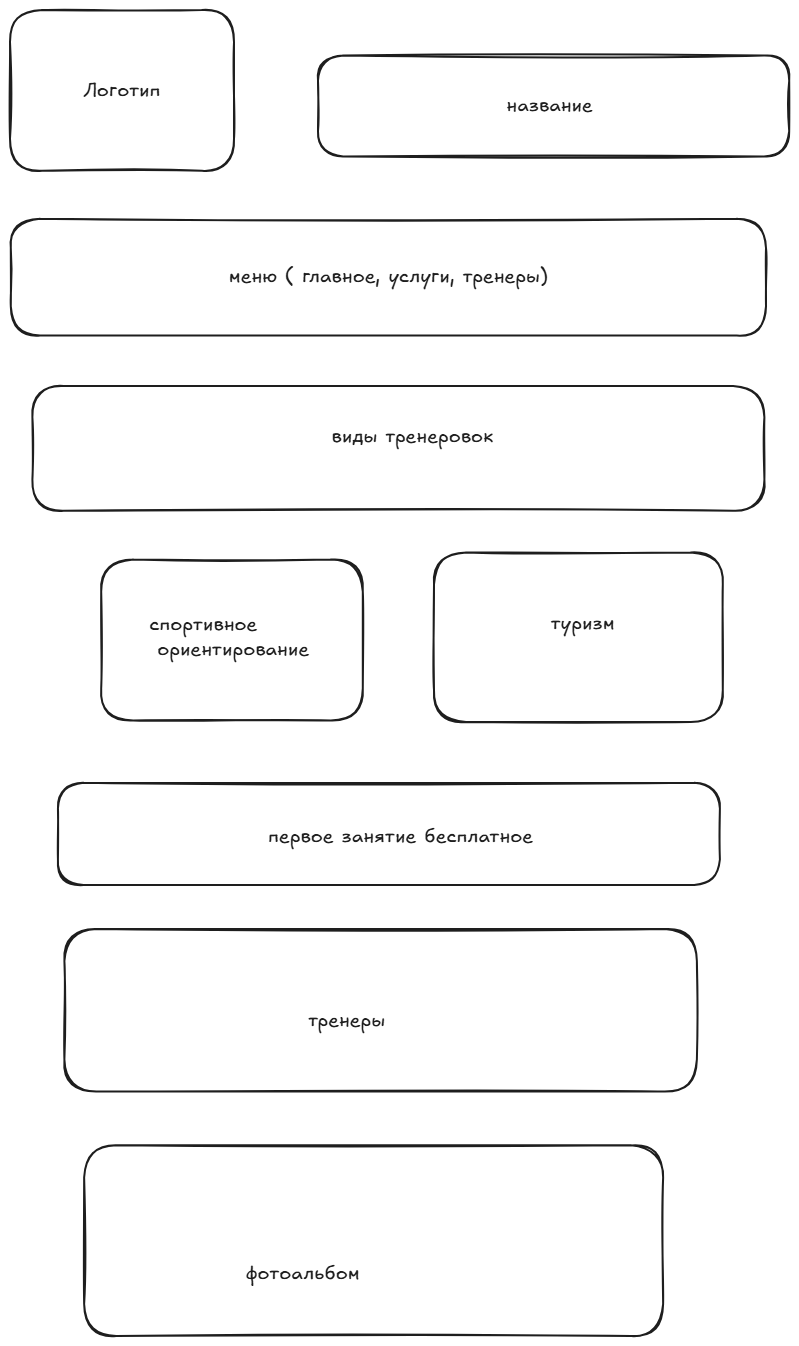 Логотип
название
меню ( главное, услуги, тренеры)
виды тренеровок
спортивное
ориентирование
туризм
первое занятие бесплатное
тренеры
фотоальбом